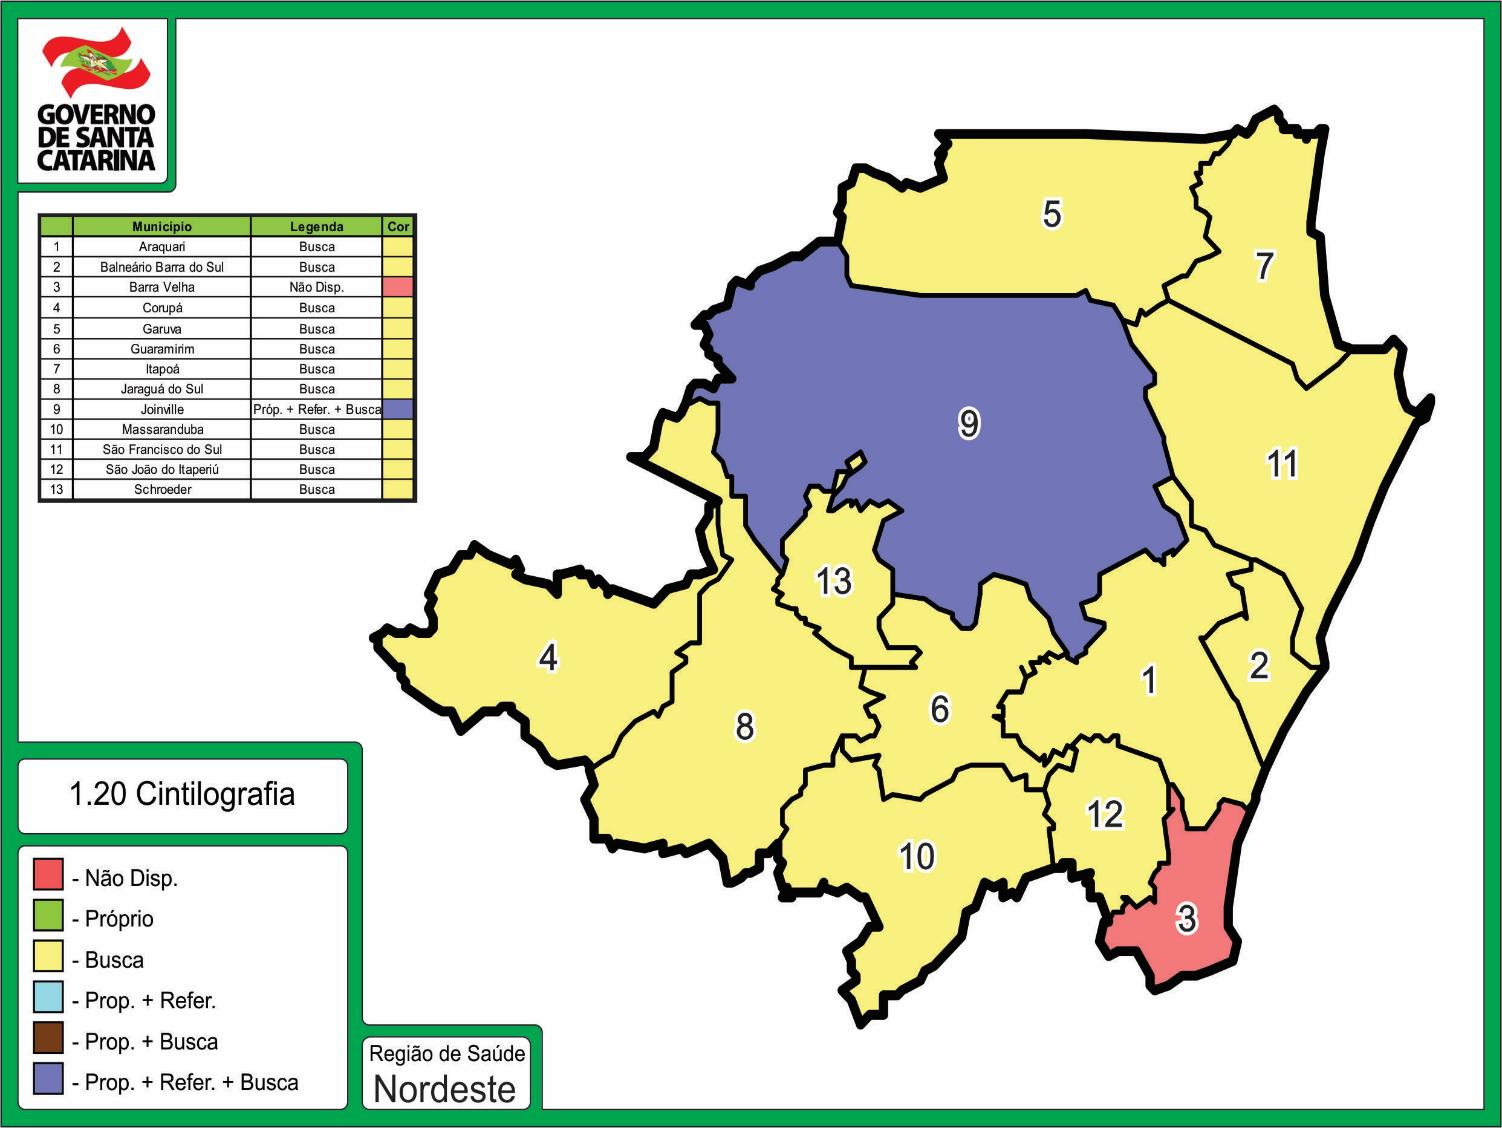 GOVERNO
DE SANTA
CATARINA
Município Legenda Cor
1 Araquari Busca
2 Balneário Barra do Sul Busca
3 Barra Velha Não Disp.
4 Corupá Busca
5 Garuva Busca
6 Guaramirim Busca
7 Itapoá Busca
8 Jaraguá do Sul Busca
9 Joinville Próp. + Refer. + Busca
10 Massaranduba Busca
11 São Francisco do Sul Busca
12 São João do Itaperiú Busca
13 Schroeder Busca
5
7
9
11
13
4
2
1
6
8
12
10
3
1.20 Cintilografia
- Não Disp.
- Próprio
- Busca
- Prop. + Refer.
- Prop. + Busca
- Prop. + Refer. + Busca
Região de Saúde
Nordeste